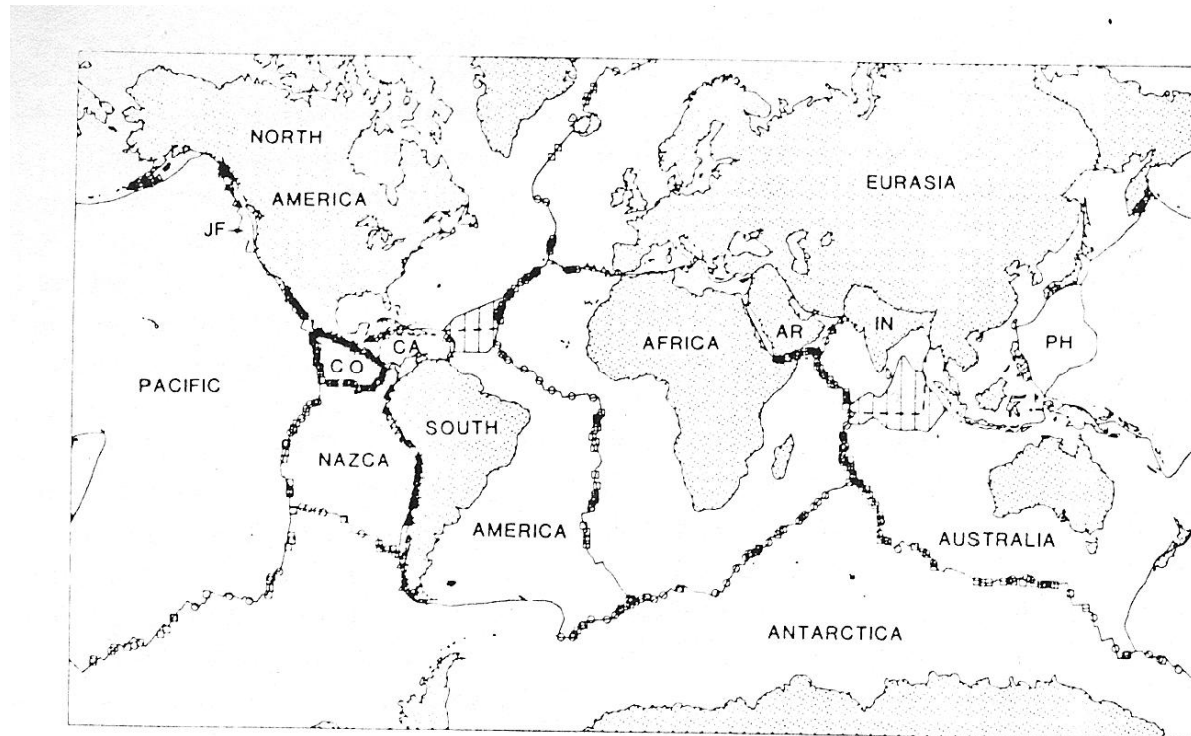 NORTH
AMERICA
EURASIA
JF
PACIFIC
CO
CA
AFRICA
AR
IN
PH
SOUTH
AMERICA
NAZCA
AUSTRALIA
ANTARCTICA